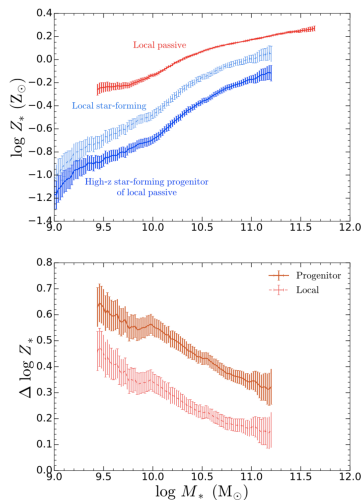 0.4
0.2
0.0
−0.2
−0.4
−0.6
−0.8
−1.0
−1.2
−1.4
log Z* (Z⊙)
Local passive
Local star-forming
High-z star-forming progenitor
of local passive
9.0 9.5 10.0 10.5 11.0 11.5 12.0
0.8
0.7
0.6
0.5
0.4
0.3
0.2
0.1
0.0
Δ log Z*
Progenitor
Local
9.0 9.5 10.0 10.5 11.0 11.5 12.0
log M* (M⊙)